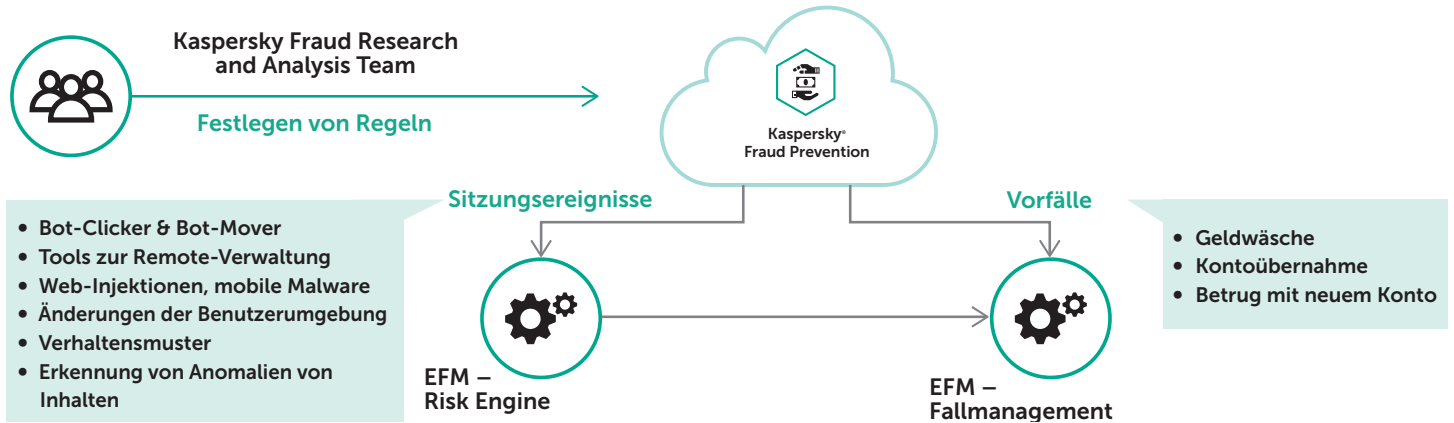 Kaspersky Fraud Research
and Analysis Team
Festlegen von Regeln
Kaspersky®
Fraud Prevention
Sitzungsereignisse
Vorfälle
• Bot-Clicker & Bot-Mover
• Tools zur Remote-Verwaltung
• Web-Injektionen, mobile Malware
• Änderungen der Benutzerumgebung
• Verhaltensmuster
• Erkennung von Anomalien von
Inhalten
• Geldwäsche
• Kontoübernahme
• Betrug mit neuem Konto
EFM –
Risk Engine
EFM –
Fallmanagement